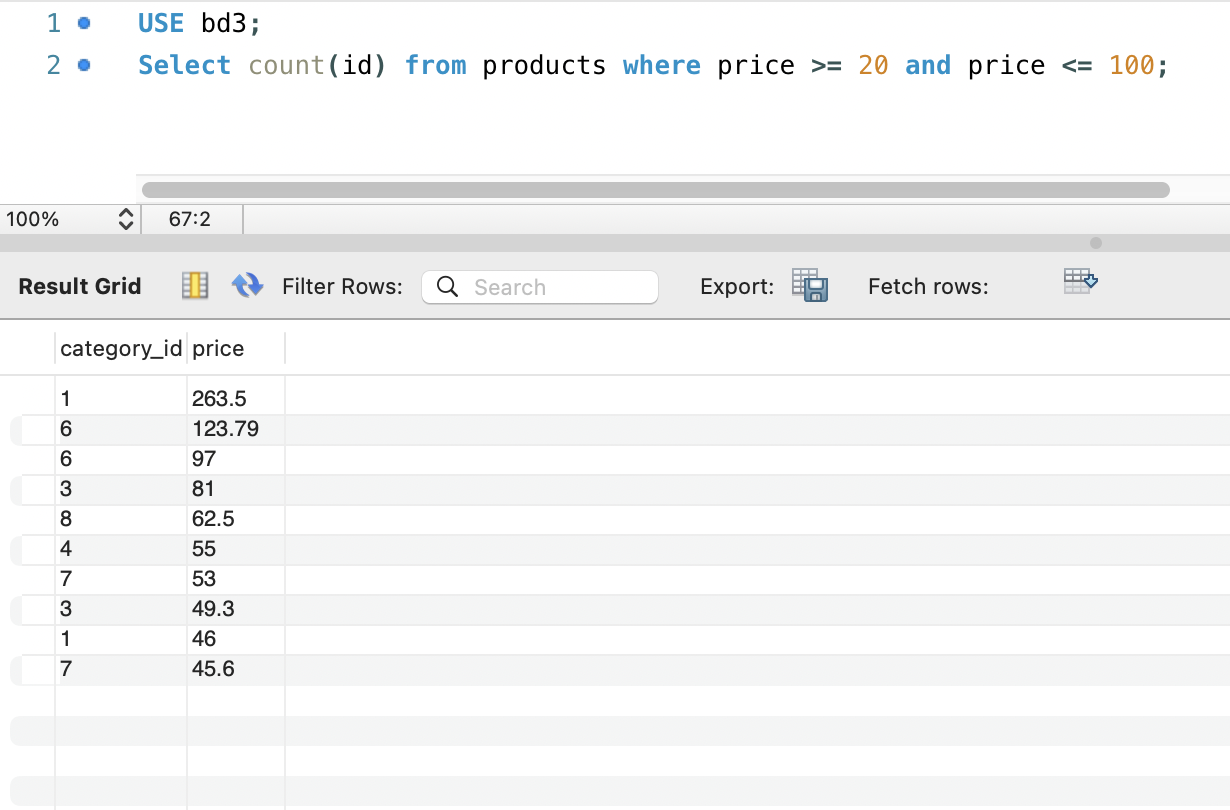 1 USE bd3;
2 Select count(id) from products where price >= 20 and price <= 100;
100% 67:2
Result Grid Filter Rows: Search Export: Fetch rows:
category_id price
1 263.5
6 123.79
6 97
3 81
8 62.5
4 55
7 53
3 49.3
1 46
7 45.6